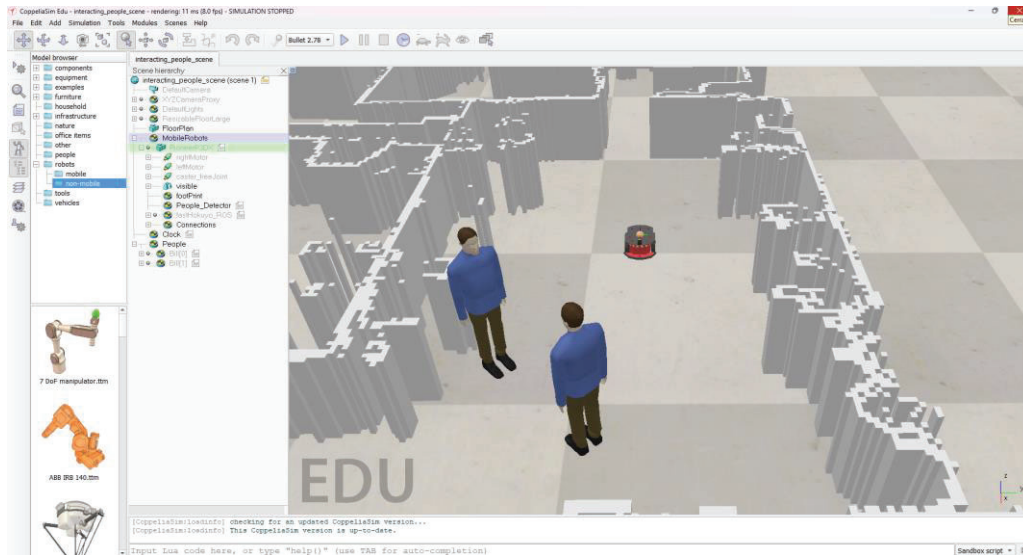 CoppeliaSim Edu - interacting_people_scene - rendering: 11 ms (8.0 fps) - SIMULATION STOPPED
File Edit Add Simulation Tools Modules Scenes Help
Bullet 2.78
Model browser
components
equipment
examples
furniture
household
infrastructure
nature
office items
other
people
robots
mobile
non-mobile
tools
vehicles
7 DoF manipulator.ttm
ABB IRB 140.ttm
interacting_people_scene
Scene hierarchy
interacting_people_scene (scene 1)
DefaultCamera
XYZCameraProxy
DefaultLights
ResizableFloorLarge
FloorPlan
MobileRobots
rightMotor
leftMotor
caster_freeJoint
visible
footPrint
People_Detector
fastHokuyo_ROS
Connections
Clock
People
Bill[0]
Bill[1]
EDU
z
x
[CoppeliaSim:loadinfo] checking for an updated CoppeliaSim version...
[CoppeliaSim:loadinfo] This CoppeliaSim version is up-to-date.
Input Lua code here, or type "help()" (use TAB for auto-completion)
Sandbox script